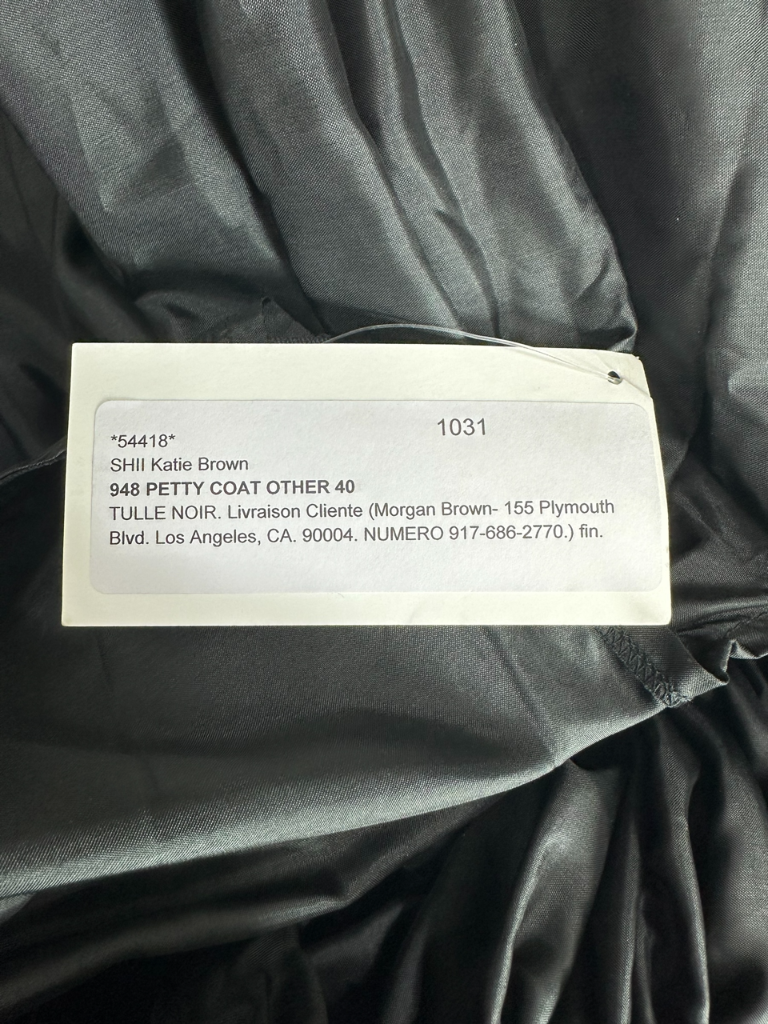 1031
*54418*
SHII Katie Brown
948 PETTY COAT OTHER 40
TULLE NOIR. Livraison Cliente (Morgan Brown- 155 Plymouth
Blvd. Los Angeles, CA. 90004. NUMERO 917-686-2770.) fin.